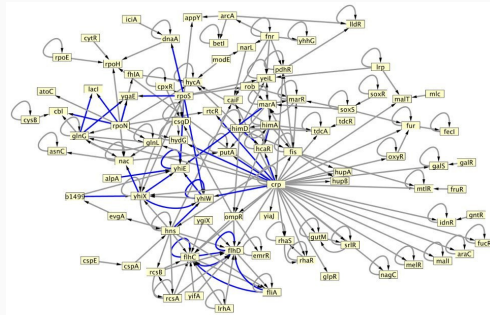 iciA
appY
arcA
lldR
cytR
dnaA
fnr
rpoE
rpoH
betI
narL
yhhG
modE
pdhR
fhlA
hycA
yeiL
lrp
cpxR
rob
atoC
lacI
ygaE
rpoS
caiF
marA
marR
soxR
malT
mlc
cbl
rtcR
soxS
cysB
rpoN
csgD
himD
himA
tdcR
fur
fecI
glnG
tdcA
glnL
hydG
hcaR
asnC
nac
putA
fis
oxyR
yhiE
hupA
galS
galR
alpA
crp
hupB
b1499
yhiX
yhiW
mtlR
fruR
evgA
ygiX
ompR
yiaJ
idnR
gntR
hns
rhaS
gutM
fucR
flhC
flhD
emrR
srlR
araC
cspE
cspA
rcsB
rhaR
melR
malI
glpR
nagC
rcsA
yifA
fliA
lrhA